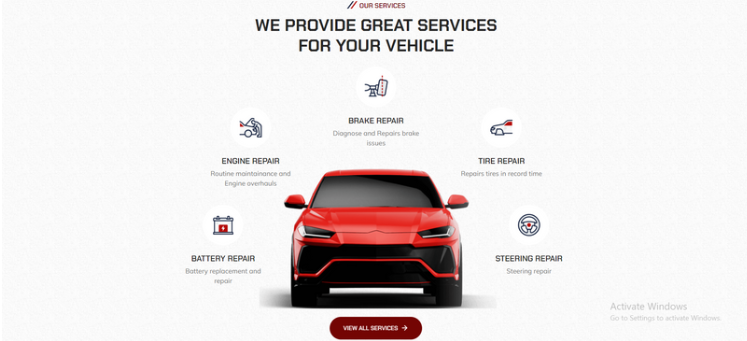 OUR SERVICES
WE PROVIDE GREAT SERVICES
FOR YOUR VEHICLE
BRAKE REPAIR
Diagnose and Repairs brake
issues
ENGINE REPAIR
Routine maintainance and
Engine overhauls
TIRE REPAIR
Repairs tires in record time
BATTERY REPAIR
Battery replacement and
repair
STEERING REPAIR
Steering repair
VIEW ALL SERVICES
Activate Windows
Go to Settings to activate Windows.